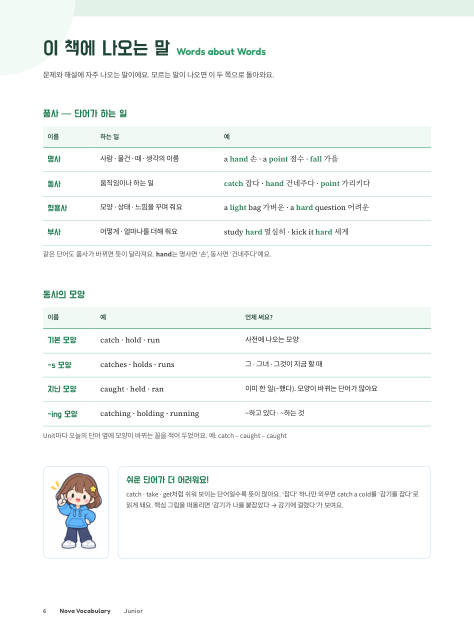 이 책에 나오는 말 Words about Words
문제와 해설에 자주 나오는 말이에요. 모르는 말이 나오면 이 두 쪽으로 돌아와요.
품사 — 단어가 하는 일
이름 하는 일 예
명사 사람 · 물건 · 때 · 생각의 이름 a hand 손 · a point 점수 · fall 가을
동사 움직임이나 하는 일 catch 잡다 · hand 건네주다 · point 가리키다
형용사 모양 · 상태 · 느낌을 꾸며 줘요 a light bag 가벼운 · a hard question 어려운
부사 어떻게 · 얼마나를 더해 줘요 study hard 열심히 · kick it hard 세게
같은 단어도 품사가 바뀌면 뜻이 달라져요. hand는 명사면 '손', 동사면 '건네주다'예요.
동사의 모양
이름 예 언제 써요?
기본 모양 catch · hold · run 사전에 나오는 모양
-s 모양 catches · holds · runs 그 · 그녀 · 그것이 지금 할 때
지난 모양 caught · held · ran 이미 한 일(~했다). 모양이 바뀌는 단어가 많아요
-ing 모양 catching · holding · running ~하고 있다 · ~하는 것
Unit마다 오늘의 단어 옆에 모양이 바뀌는 꼴을 적어 두었어요. 예: catch – caught – caught
쉬운 단어가 더 어려워요!
catch · take · get처럼 쉬워 보이는 단어일수록 뜻이 많아요. '잡다' 하나만 외우면 catch a cold를 '감기를 잡다'로
읽게 돼요. 핵심 그림을 떠올리면 '감기가 나를 붙잡았다 → 감기에 걸렸다'가 보여요.
6 Nova Vocabulary Junior